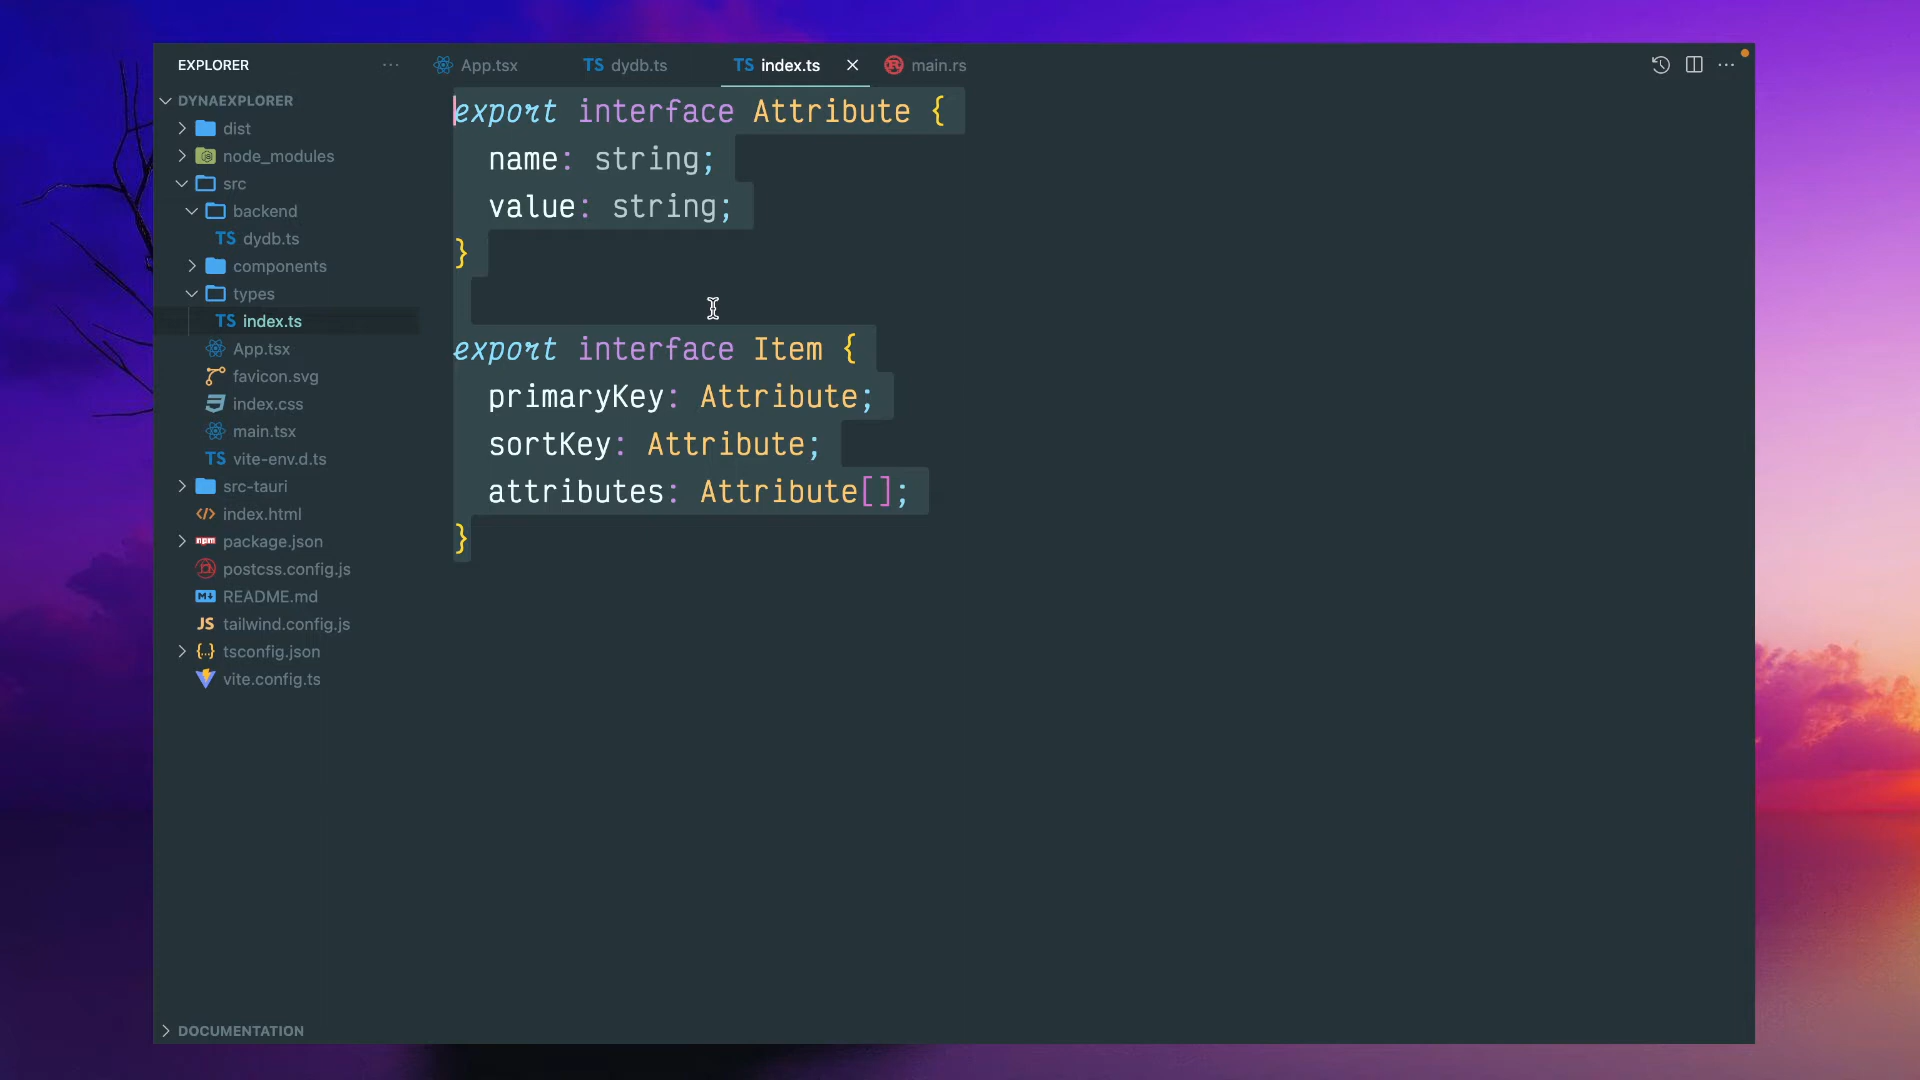 EXPLORER
DYNAEXPLORER
dist
node_modules
src
backend
TS dydb.ts
components
types
TS index.ts
App.tsx
favicon.svg
index.css
main.tsx
TS vite-env.d.ts
src-tauri
index.html
npm package.json
postcss.config.js
README.md
JS tailwind.config.js
tsconfig.json
vite.config.ts
DOCUMENTATION
App.tsx
TS dydb.ts
TS index.ts
main.rs
export interface Attribute {
name: string;
value: string;
}
export interface Item {
primaryKey: Attribute;
sortKey: Attribute;
attributes: Attribute[];
}